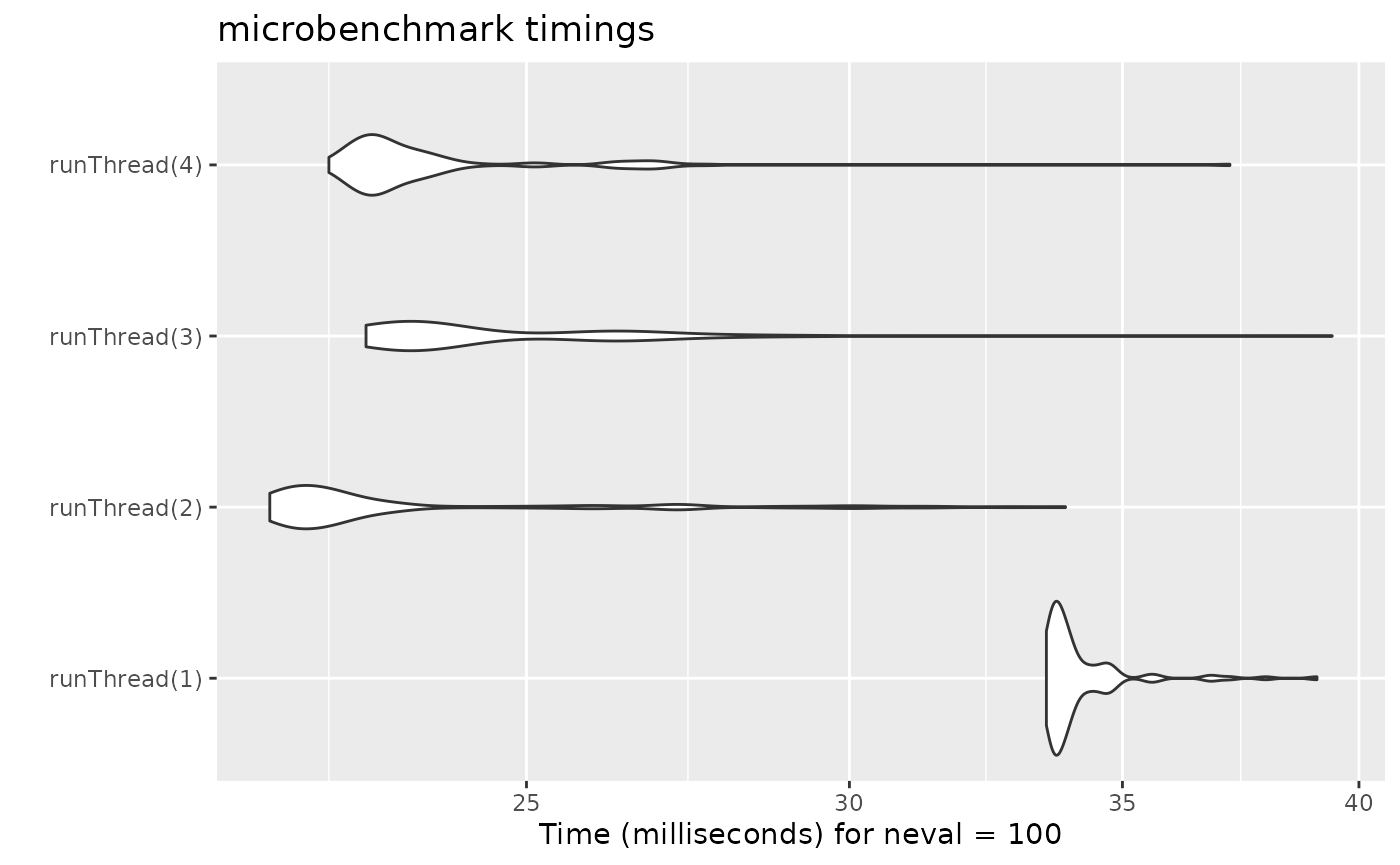 microbenchmark timings
runThread(4)
runThread(3)
runThread(2)
runThread(1)
25 30 35 40
Time (milliseconds) for neval = 100